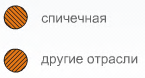 спичечная
другие отрасли